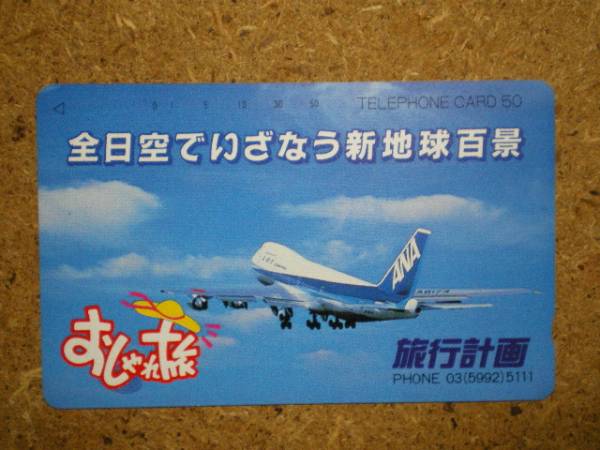 0 1 5 10 30 50 TELEPHONE CARD 50
全日空でいざなう新地球百景
ANA
おしゃれ旅
旅行計画
PHONE 03(5992)5111